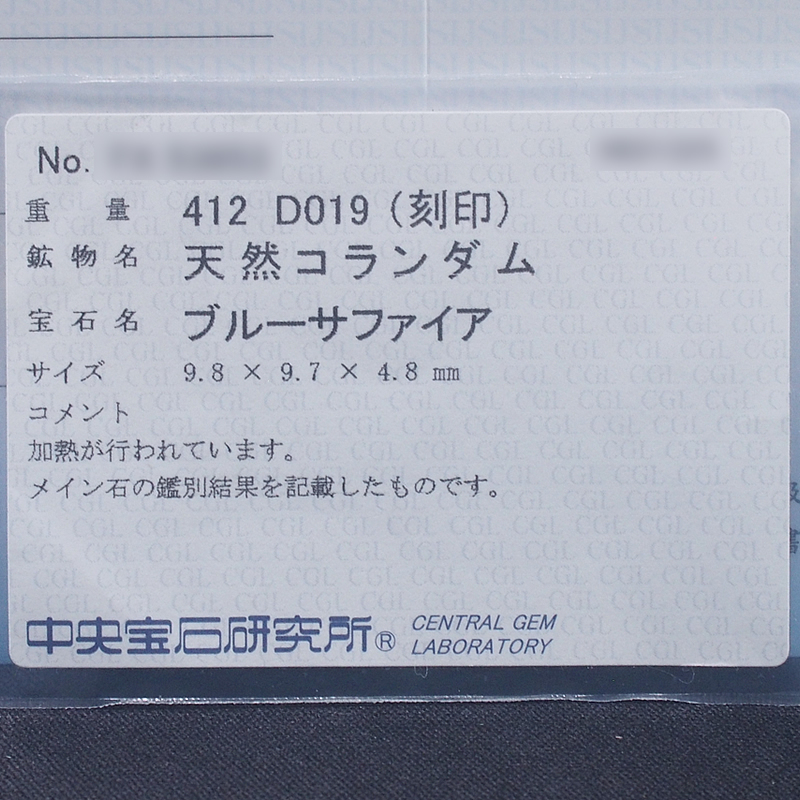 No.
重量 412 D019 (刻印)
鉱物名 天然コランダム
宝石名 ブルーサファイア
サイズ 9.8 × 9.7 × 4.8 mm
コメント
加熱が行われています。
メイン石の鑑別結果を記載したものです。
中央宝石研究所® CENTRAL GEM
LABORATORY